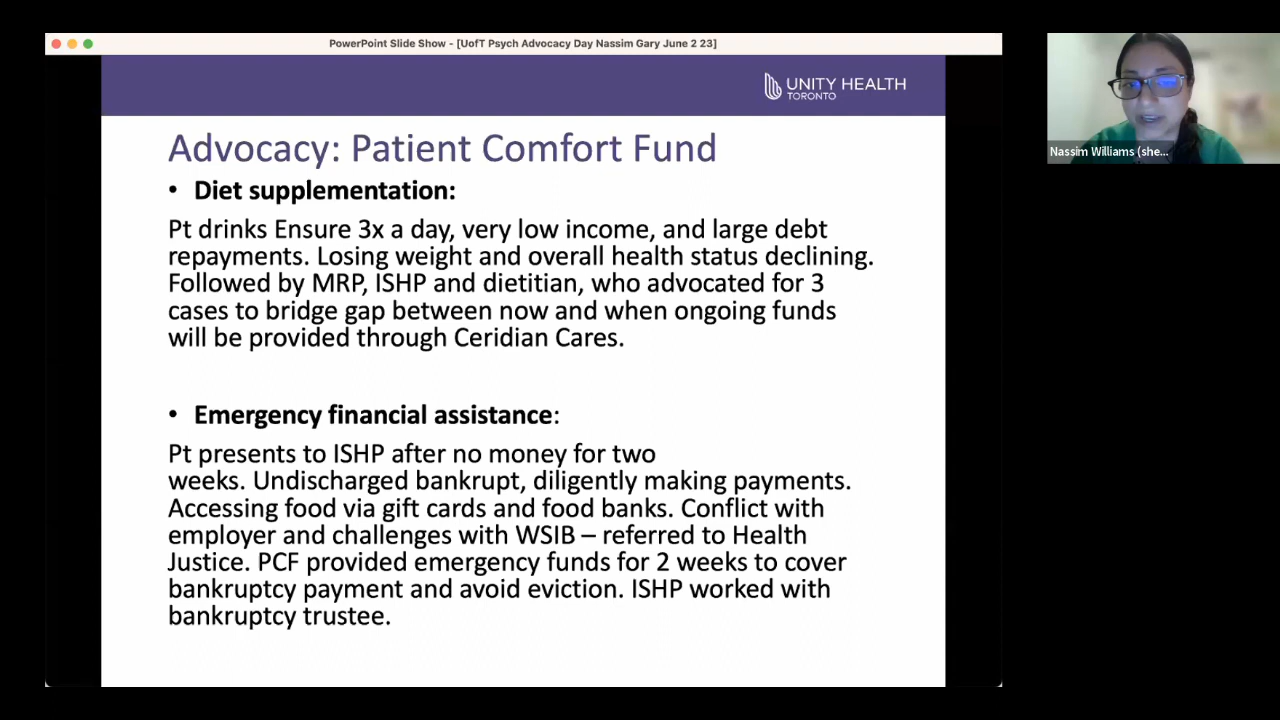 PowerPoint Slide Show - [UofT Psych Advocacy Day Nassim Gary June 2 23]
UNITY HEALTH
TORONTO
Advocacy: Patient Comfort Fund
• Diet supplementation:
Pt drinks Ensure 3x a day, very low income, and large debt
repayments. Losing weight and overall health status declining.
Followed by MRP, ISHP and dietitian, who advocated for 3
cases to bridge gap between now and when ongoing funds
will be provided through Ceridian Cares.
• Emergency financial assistance:
Pt presents to ISHP after no money for two
weeks. Undischarged bankrupt, diligently making payments.
Accessing food via gift cards and food banks. Conflict with
employer and challenges with WSIB – referred to Health
Justice. PCF provided emergency funds for 2 weeks to cover
bankruptcy payment and avoid eviction. ISHP worked with
bankruptcy trustee.
Nassim Williams (she...